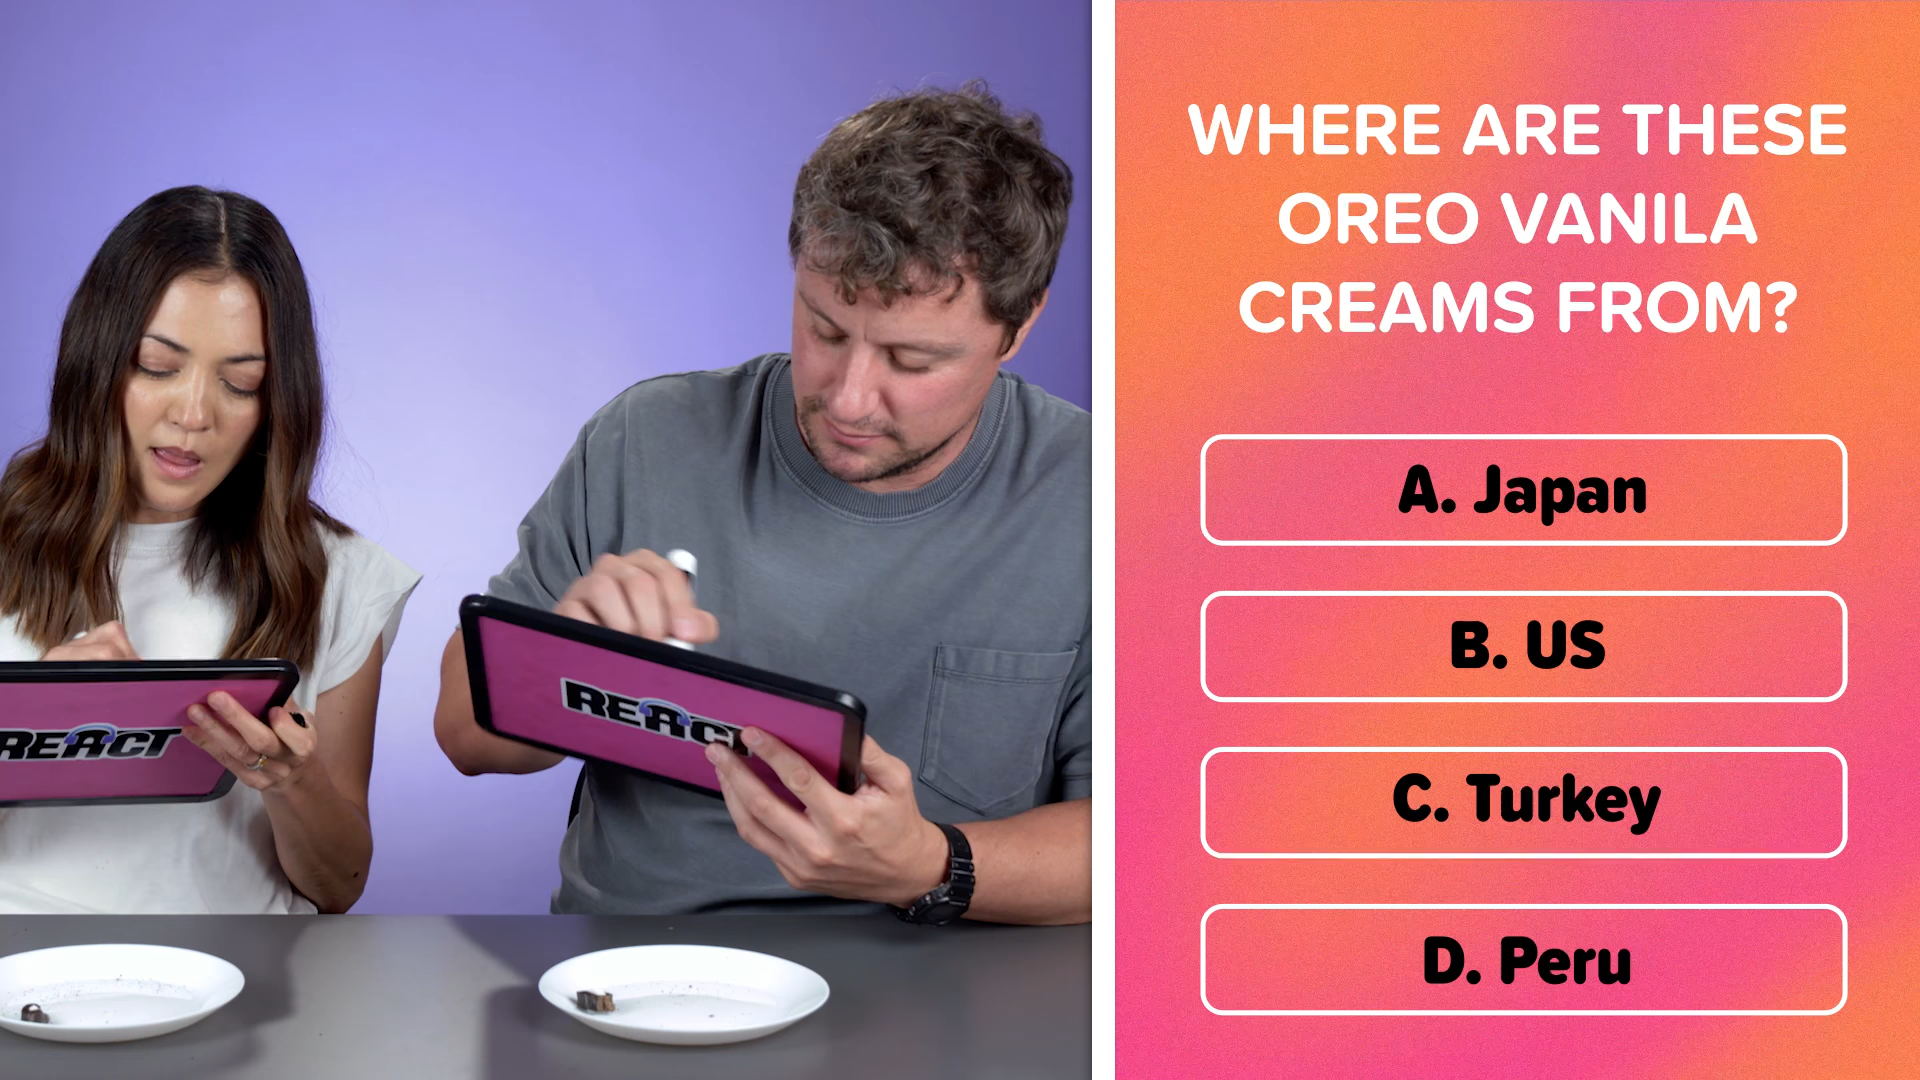 WHERE ARE THESE
OREO VANILA
CREAMS FROM?
A. Japan
B. US
C. Turkey
D. Peru
REACT
REACT